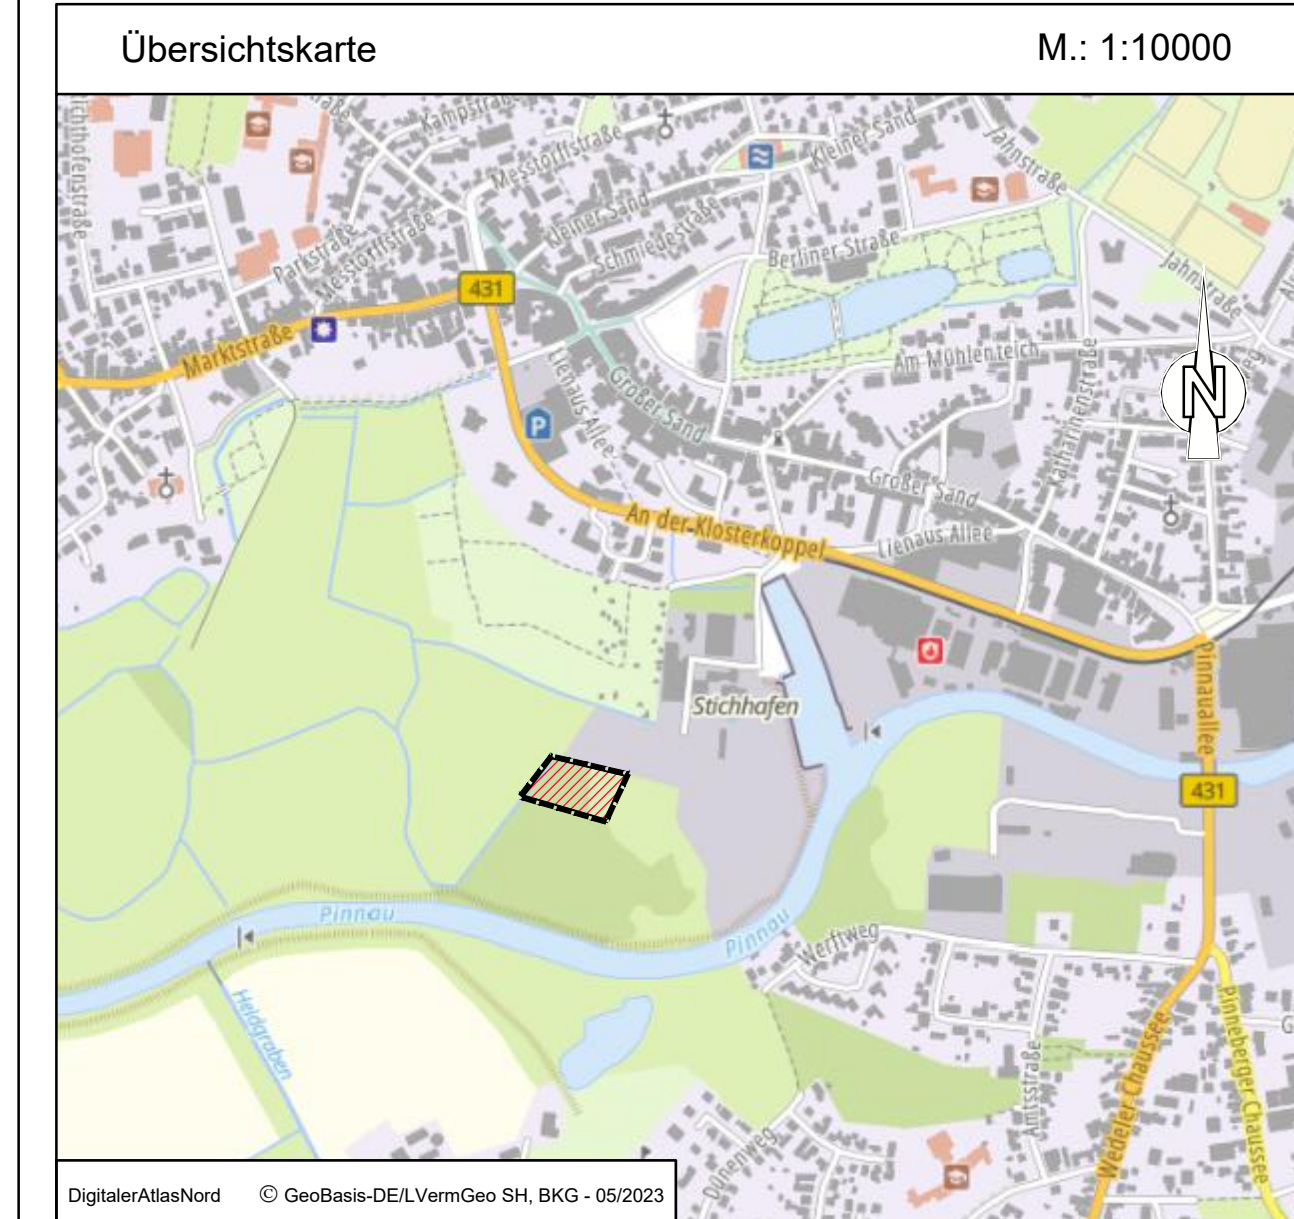 Übersichtskarte
M.: 1:10000
Kampstraße
Messtorffstraße
Kleiner Sand
Jahnstraße
ichthofenstraße
Parkstraße
Messtorffstraße
Kleiner Sand
Schmiedestraße
Berliner Straße
Jahnstraße
431
Marktstraße
Am Mühlenteich
Lienaus Allee
Großer Sand
Katharinenstraße
N
P
Großer Sand
An der Klosterkoppel
Lienaus Allee
Stichhafen
Pinnauallee
431
Pinnau
Pinnau
Werftweg
Heidgraben
Pinneberger Chaussee
Amtsstraße
Wedeler Chaussee
Dünenweg
G
DigitalerAtlasNord © GeoBasis-DE/LVermGeo SH, BKG - 05/2023